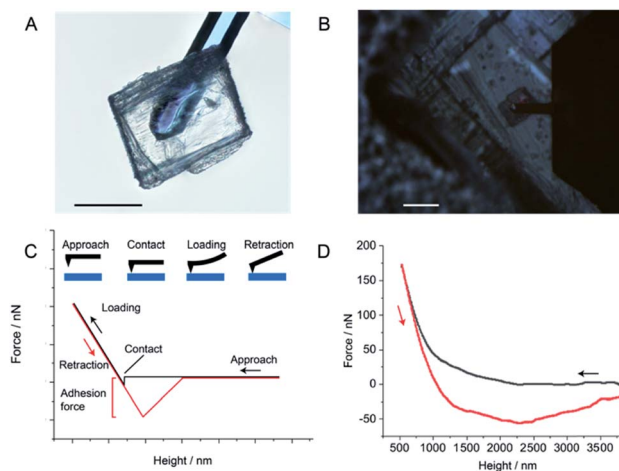 A
B
C
Approach Contact Loading Retraction
Loading
Contact
Retraction
Approach
Adhesion
force
Force / nN
Height / nm
D
200
150
100
50
0
-50
Force / nN
500 1000 1500 2000 2500 3000 3500
Height / nm